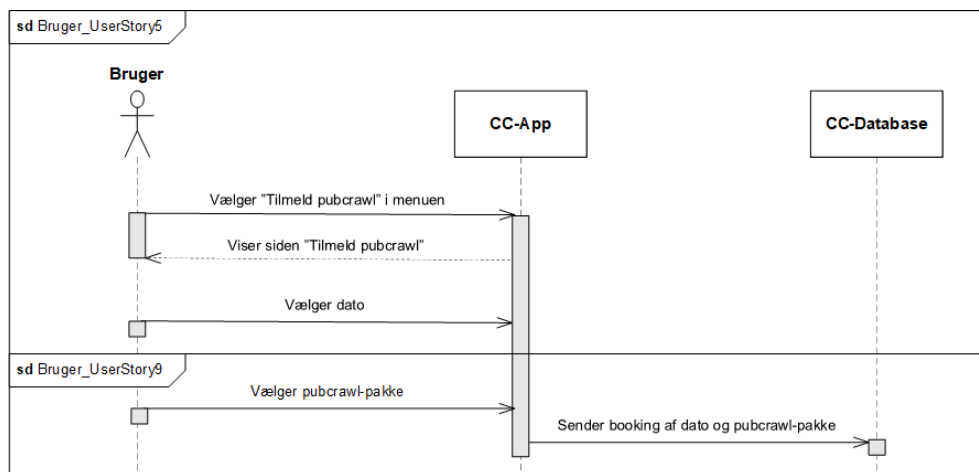 sd Bruger_UserStory5
Bruger
CC-App
CC-Database
Vælger ”Tilmeld pubcrawl” i menuen
Viser siden ”Tilmeld pubcrawl”
Vælger dato
sd Bruger_UserStory9
Vælger pubcrawl-pakke
Sender booking af dato og pubcrawl-pakke